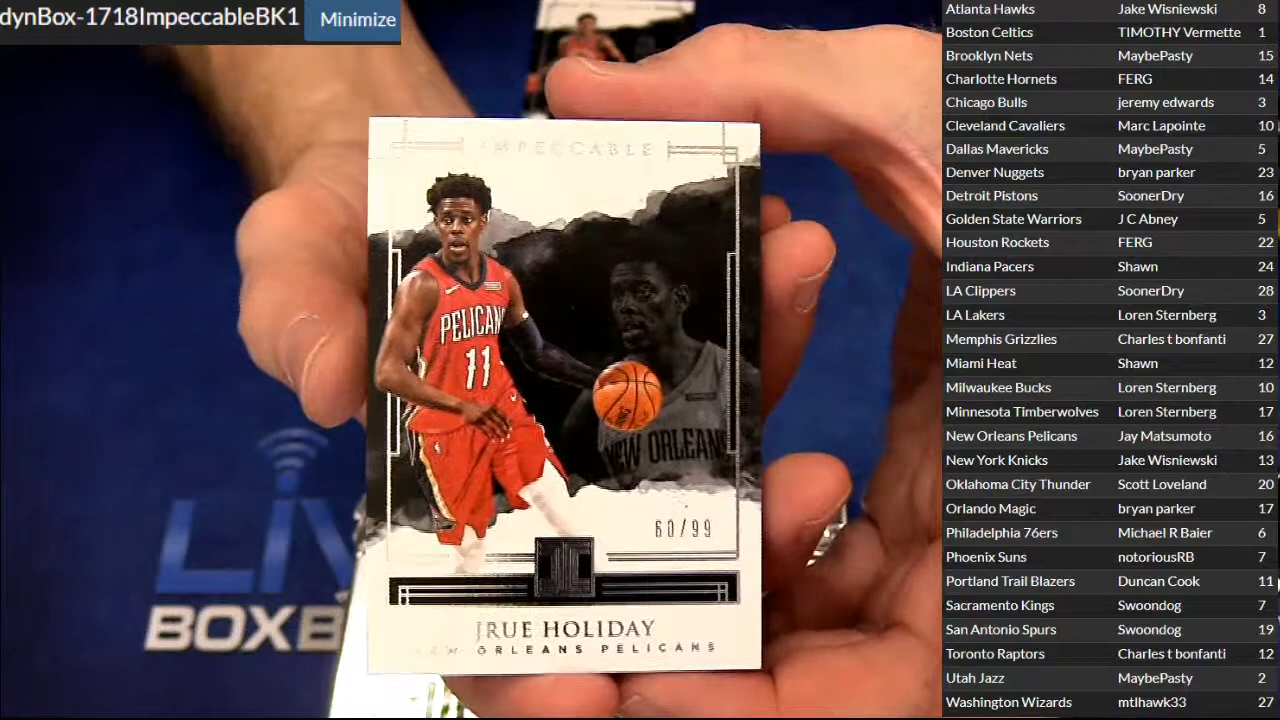 dynBox-1718ImpeccableBK1 Minimize
IMPECCABLE
PELICANS
11
NEW ORLEANS
60/99
JRUE HOLIDAY
NEW ORLEANS PELICANS
LIV
BOXB
Atlanta Hawks Jake Wisniewski 8
Boston Celtics TIMOTHY Vermette 1
Brooklyn Nets MaybePasty 15
Charlotte Hornets FERG 14
Chicago Bulls jeremy edwards 3
Cleveland Cavaliers Marc Lapointe 10
Dallas Mavericks MaybePasty 5
Denver Nuggets bryan parker 23
Detroit Pistons SoonerDry 16
Golden State Warriors J C Abney 5
Houston Rockets FERG 22
Indiana Pacers Shawn 24
LA Clippers SoonerDry 28
LA Lakers Loren Sternberg 3
Memphis Grizzlies Charles t bonfanti 27
Miami Heat Shawn 12
Milwaukee Bucks Loren Sternberg 10
Minnesota Timberwolves Loren Sternberg 17
New Orleans Pelicans Jay Matsumoto 16
New York Knicks Jake Wisniewski 13
Oklahoma City Thunder Scott Loveland 20
Orlando Magic bryan parker 17
Philadelphia 76ers Michael R Baier 6
Phoenix Suns notoriousRB 7
Portland Trail Blazers Duncan Cook 11
Sacramento Kings Swoondog 7
San Antonio Spurs Swoondog 19
Toronto Raptors Charles t bonfanti 12
Utah Jazz MaybePasty 2
Washington Wizards mtlhawk33 27